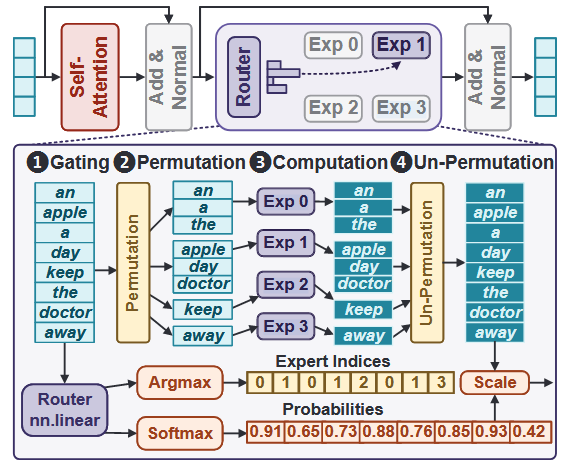 Self-
Attention
Add &
Normal
Router
Exp 0
Exp 1
Exp 2
Exp 3
Add &
Normal
1 Gating
2 Permutation
3 Computation
4 Un-Permutation
an
apple
a
day
keep
the
doctor
away
Permutation
an
a
the
apple
day
doctor
keep
away
Exp 0
Exp 1
Exp 2
Exp 3
an
a
the
apple
day
doctor
keep
away
Un-Permutation
an
apple
a
day
keep
the
doctor
away
Router
nn.linear
Argmax
Softmax
Expert Indices
0 1 0 1 2 0 1 3
Probabilities
0.91 0.65 0.73 0.88 0.76 0.85 0.93 0.42
Scale